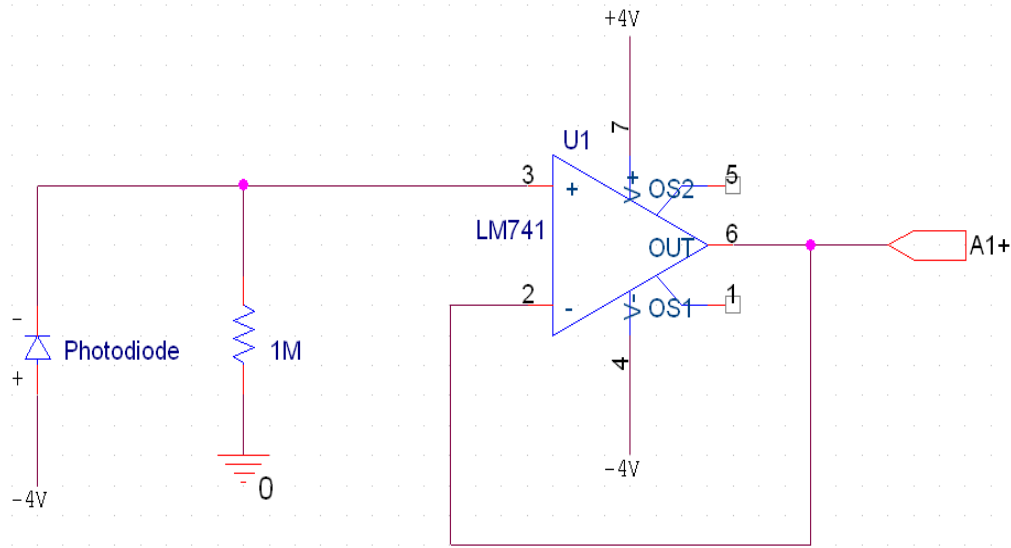 +4V
7
U1
3
+
V+
OS2
5
LM741
OUT
6
A1+
2
-
V-
OS1
1
-
Photodiode
+
1M
4
-4V
-4V
0